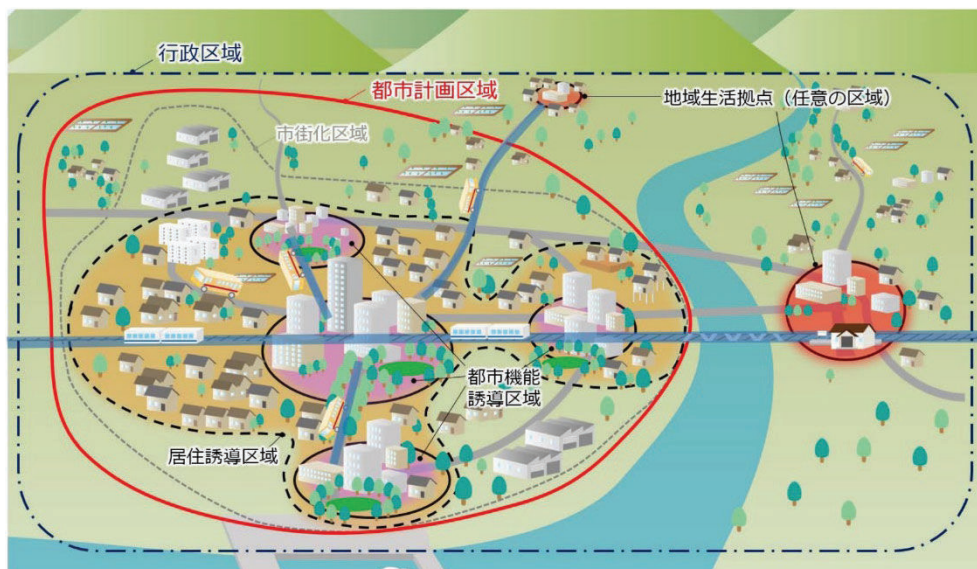 行政区域
都市計画区域
地域生活拠点（任意の区域）
市街化区域
都市機能
誘導区域
居住誘導区域